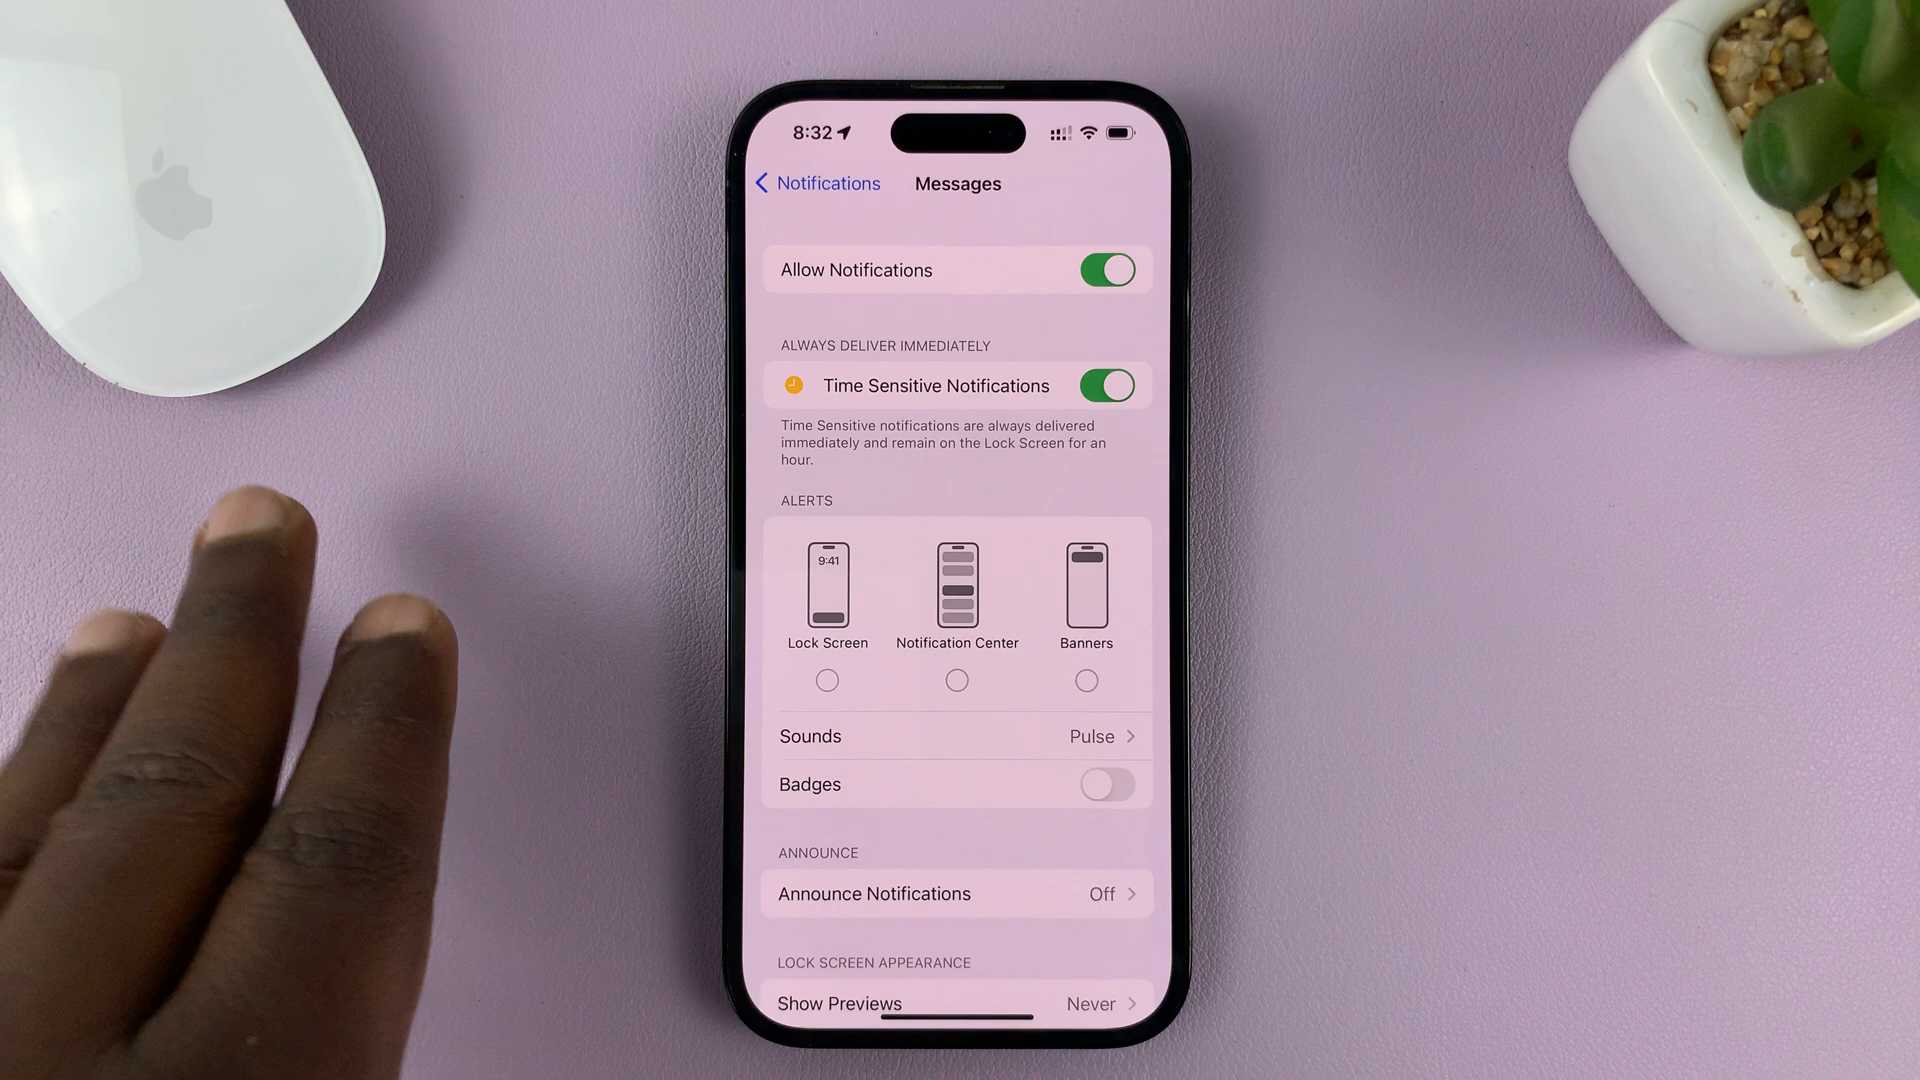 8:32
Notifications Messages
Allow Notifications
ALWAYS DELIVER IMMEDIATELY
Time Sensitive Notifications
Time Sensitive notifications are always delivered
immediately and remain on the Lock Screen for an
hour.
ALERTS
9:41
Lock Screen Notification Center Banners
Sounds Pulse
Badges
ANNOUNCE
Announce Notifications Off
LOCK SCREEN APPEARANCE
Show Previews Never